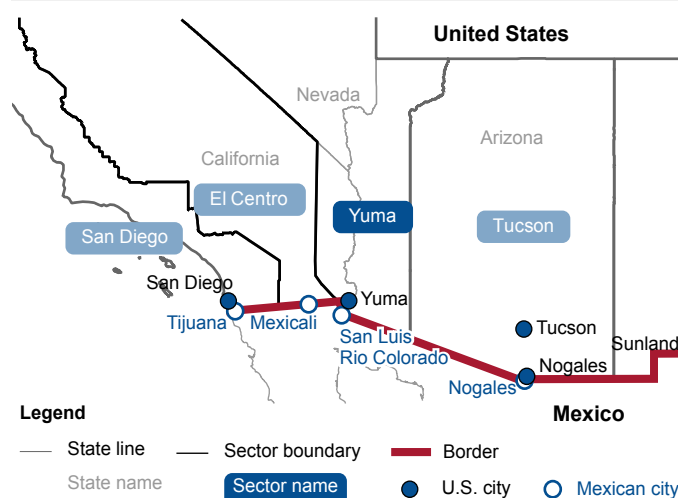 United States
Nevada
Arizona
California
El Centro
Yuma
San Diego
Tucson
San Diego
Yuma
Tijuana
Mexicali
San Luis
Rio Colorado
Tucson
Sunland
Nogales
Nogales
Mexico
Legend
State line
Sector boundary
Border
State name
Sector name
U.S. city
Mexican city